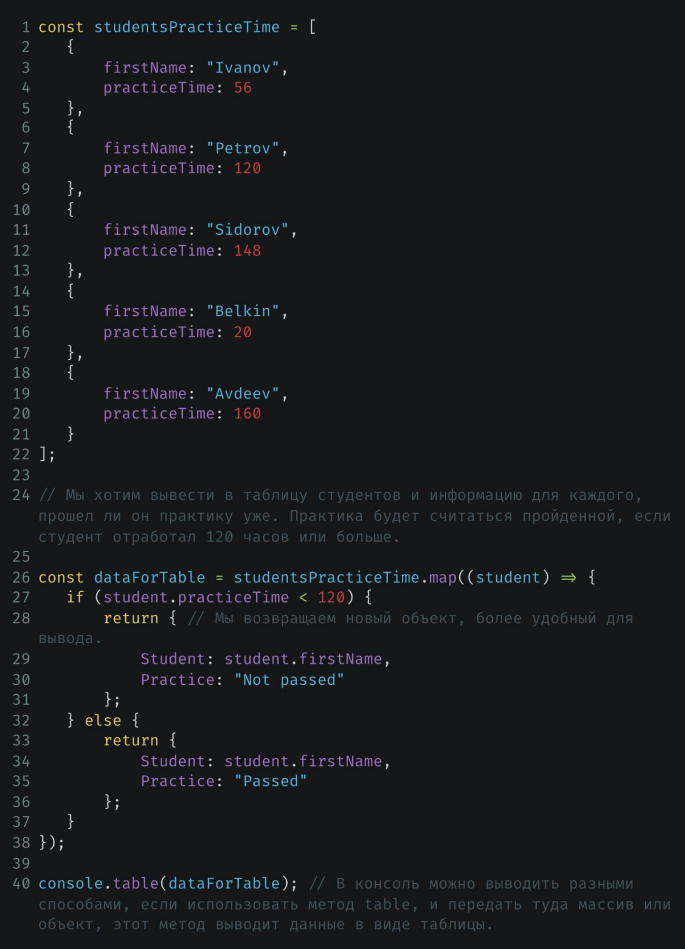 1 const studentsPracticeTime = [
2 {
3 firstName: "Ivanov",
4 practiceTime: 56
5 },
6 {
7 firstName: "Petrov",
8 practiceTime: 120
9 },
10 {
11 firstName: "Sidorov",
12 practiceTime: 148
13 },
14 {
15 firstName: "Belkin",
16 practiceTime: 20
17 },
18 {
19 firstName: "Avdeev",
20 practiceTime: 160
21 }
22 ];
23
24 // Мы хотим вывести в таблицу студентов и информацию для каждого,
прошел ли он практику уже. Практика будет считаться пройденной, если
студент отработал 120 часов или больше.
25
26 const dataForTable = studentsPracticeTime.map((student) ⇒ {
27 if (student.practiceTime < 120) {
28 return { // Мы возвращаем новый объект, более удобный для
вывода.
29 Student: student.firstName,
30 Practice: "Not passed"
31 };
32 } else {
33 return {
34 Student: student.firstName,
35 Practice: "Passed"
36 };
37 }
38 });
39
40 console.table(dataForTable); // В консоль можно выводить разными
способами, если использовать метод table, и передать туда массив или
объект, этот метод выводит данные в виде таблицы.